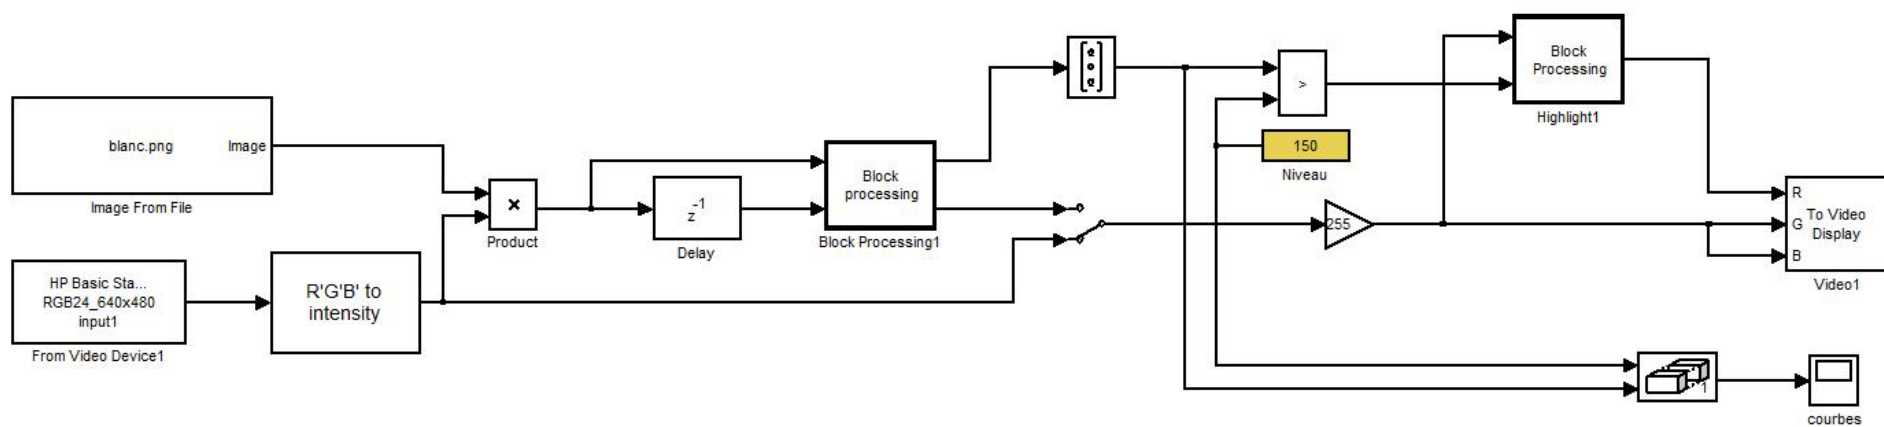 blanc.png
Image
Image From File
HP Basic Sta...
RGB24_640x480
input1
From Video Device1
R'G'B' to
intensity
×
Product
z
-1
Delay
Block
processing
Block Processing1
>
150
Niveau
255
Block
Processing
Highlight1
R
G
B
To Video
Display
Video1
1
courbes